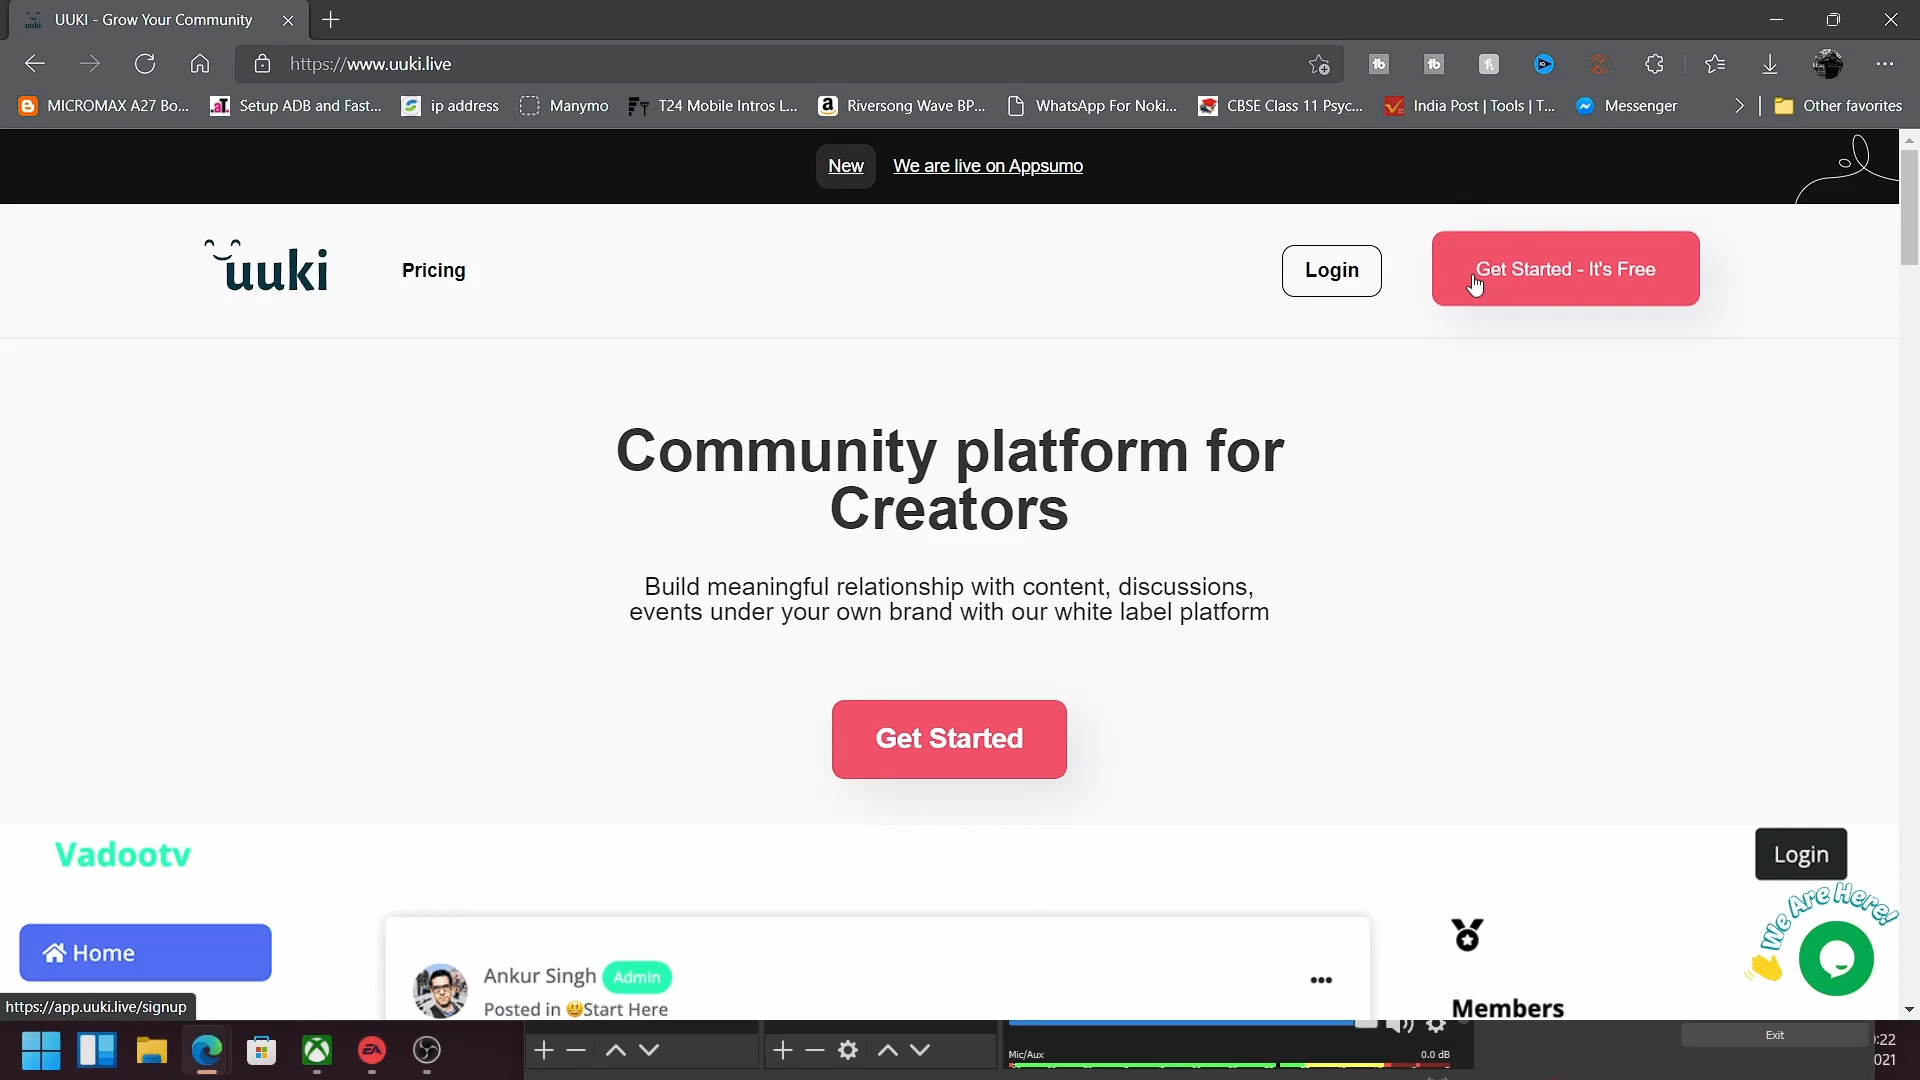 UUKI - Grow Your Community
https://www.uuki.live
MICROMAX A27 Bo... Setup ADB and Fast... ip address Manymo T24 Mobile Intros L... Riversong Wave BP... WhatsApp For Noki... CBSE Class 11 Psyc... India Post | Tools | T... Messenger Other favorites
New We are live on Appsumo
uuki Pricing Login Get Started - It's Free
Community platform for
Creators
Build meaningful relationship with content, discussions,
events under your own brand with our white label platform
Get Started
Vadootv Login
We Are Here!
Home
Ankur Singh Admin
Posted in 😀Start Here
Members
https://app.uuki.live/signup
Exit
Mic/Aux 0.0 dB
:22
021